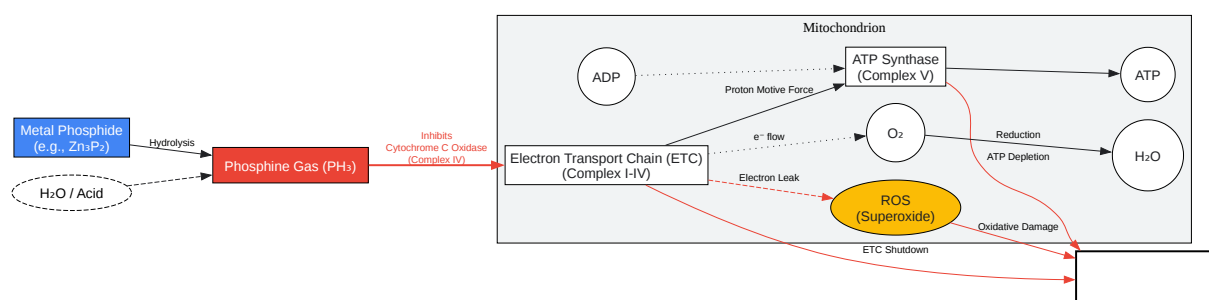 Mitochondrion
ADP
ATP Synthase
(Complex V)
ATP
Proton Motive Force
Metal Phosphide
(e.g., Zn₃P₂)
Hydrolysis
Inhibits
Cytochrome C Oxidase
(Complex IV)
e⁻ flow
O₂
Reduction
H₂O
ATP Depletion
Phosphine Gas (PH₃)
Electron Transport Chain (ETC)
(Complex I-IV)
Electron Leak
H₂O / Acid
ROS
(Superoxide)
Oxidative Damage
ETC Shutdown